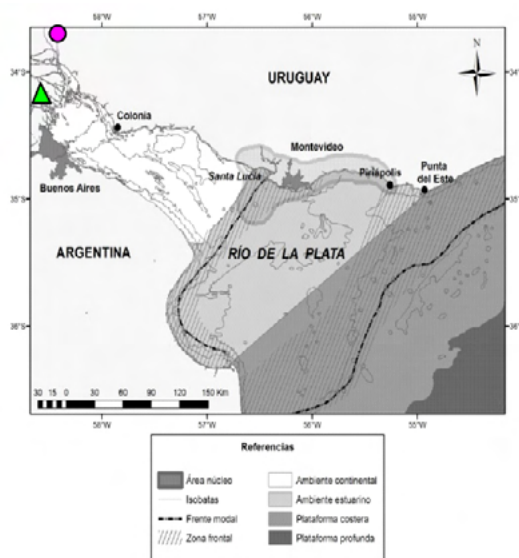 58°W 57°W 56°W 55°W
34°S 34°S
N
URUGUAY
Colonia
Montevideo
Santa Lucía
Piriápolis
Punta
del Este
Buenos Aires
35°S 35°S
ARGENTINA
RÍO DE LA PLATA
36°S 36°S
30 15 0 30 60 90 120 150 Km
58°W 57°W 56°W 55°W
Referencias
Área núcleo
Ambiente continental
Isobatas
Ambiente estuarino
Frente modal
Plataforma costera
Zona frontal
Plataforma profunda